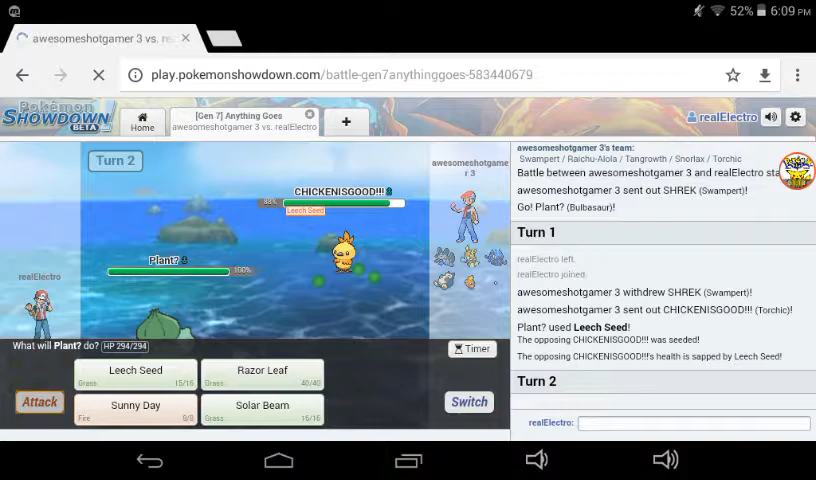 52% 6:09 PM
awesomeshotgamer 3 vs. re
play.pokemonshowdown.com/battle-gen7anythinggoes-583440679
Pokémon
SHOWDOWN
BETA
Home
[Gen 7] Anything Goes
awesomeshotgamer 3 vs. realElectro
+
realElectro
Turn 2
CHICKENISGOOD!!!
88%
Leech Seed
Plant?
100%
awesomeshotgame
r 3
realElectro
What will Plant? do? HP 294/294
Timer
Attack
Leech Seed
Grass 15/16
Razor Leaf
Grass 40/40
Sunny Day
Fire 8/8
Solar Beam
Grass 16/16
Switch
awesomeshotgamer 3's team:
Swampert / Raichu-Alola / Tangrowth / Snorlax / Torchic
Battle between awesomeshotgamer 3 and realElectro sta
awesomeshotgamer 3 sent out SHREK (Swampert)!
Go! Plant? (Bulbasaur)!
Turn 1
realElectro left.
realElectro joined.
awesomeshotgamer 3 withdrew SHREK (Swampert)!
awesomeshotgamer 3 sent out CHICKENISGOOD!!! (Torchic)!
Plant? used Leech Seed!
The opposing CHICKENISGOOD!!! was seeded!
The opposing CHICKENISGOOD!!!'s health is sapped by Leech Seed!
Turn 2
realElectro: